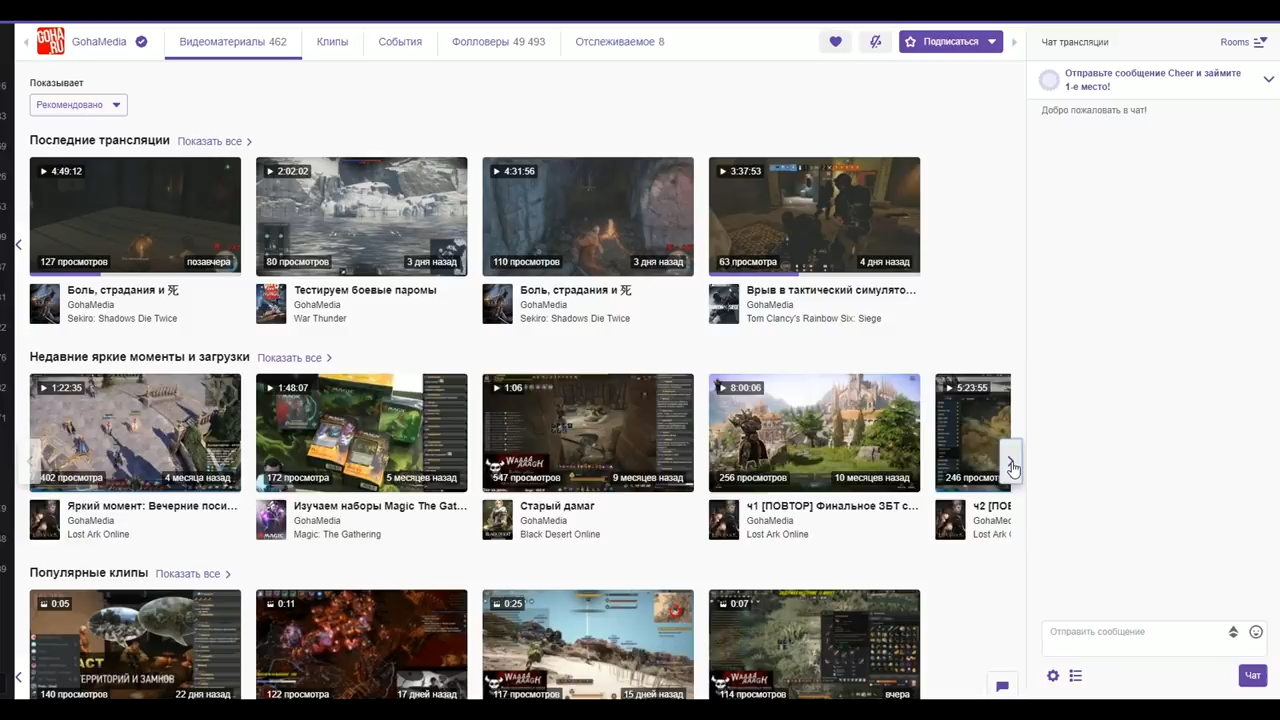 GOHA.RU
GohaMedia
Видеоматериалы 462
Клипы
События
Фолловеры 49 493
Отслеживаемое 8
Подписаться
Чат трансляции
Rooms
Показывает
Рекомендовано
Отправьте сообщение Cheer и займите
1-е место!
Добро пожаловать в чат!
Последние трансляции Показать все
4:49:12
127 просмотров позавчера
Боль, страдания и 死
GohaMedia
Sekiro: Shadows Die Twice
2:02:02
80 просмотров 3 дня назад
Тестируем боевые паромы
GohaMedia
War Thunder
4:31:56
110 просмотров 3 дня назад
Боль, страдания и 死
GohaMedia
Sekiro: Shadows Die Twice
3:37:53
63 просмотра 4 дня назад
Врыв в тактический симулято...
GohaMedia
Tom Clancy's Rainbow Six: Siege
Недавние яркие моменты и загрузки Показать все
1:22:35
402 просмотра 4 месяца назад
Яркий момент: Вечерние поси...
GohaMedia
Lost Ark Online
1:48:07
172 просмотра 5 месяцев назад
Изучаем наборы Magic The Gat...
GohaMedia
Magic: The Gathering
1:06
WAAAAARGH
547 просмотров 9 месяцев назад
Старый дамаг
GohaMedia
Black Desert Online
8:00:06
256 просмотров 10 месяцев назад
ч1 [ПОВТОР] Финальное ЗБТ с...
GohaMedia
Lost Ark Online
5:23:55
246 просмот
ч2 [ПОВ
GohaMed
Lost Ark
Популярные клипы Показать все
0:05
ЕРРИТОРИЙ И ЗАМКОВ
140 просмотров 22 дня назад
0:11
122 просмотра 17 дней назад
0:25
117 просмотров 15 дней назад
0:07
114 просмотров вчера
Отправить сообщение
Чат